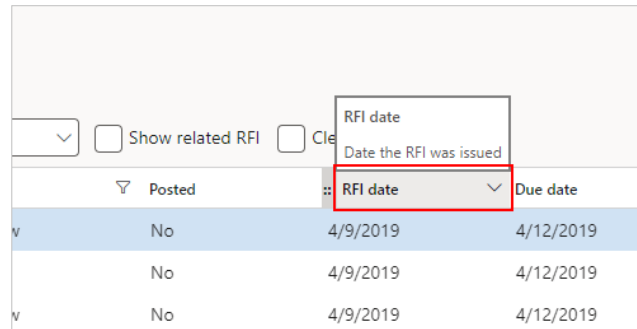 RFI date
Show related RFI Cle
Date the RFI was issued
Posted RFI date Due date
w No 4/9/2019 4/12/2019
No 4/9/2019 4/12/2019
w No 4/9/2019 4/12/2019